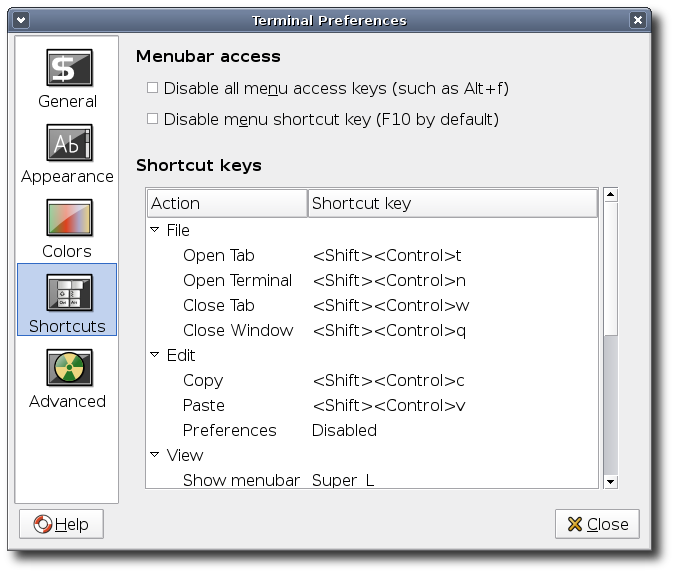 Terminal Preferences
General
Appearance
Colors
Shortcuts
Advanced
Menubar access
Disable all menu access keys (such as Alt+f)
Disable menu shortcut key (F10 by default)
Shortcut keys
Action Shortcut key
File
Open Tab <Shift><Control>t
Open Terminal <Shift><Control>n
Close Tab <Shift><Control>w
Close Window <Shift><Control>q
Edit
Copy <Shift><Control>c
Paste <Shift><Control>v
Preferences Disabled
View
Show menubar Super_L
Help Close